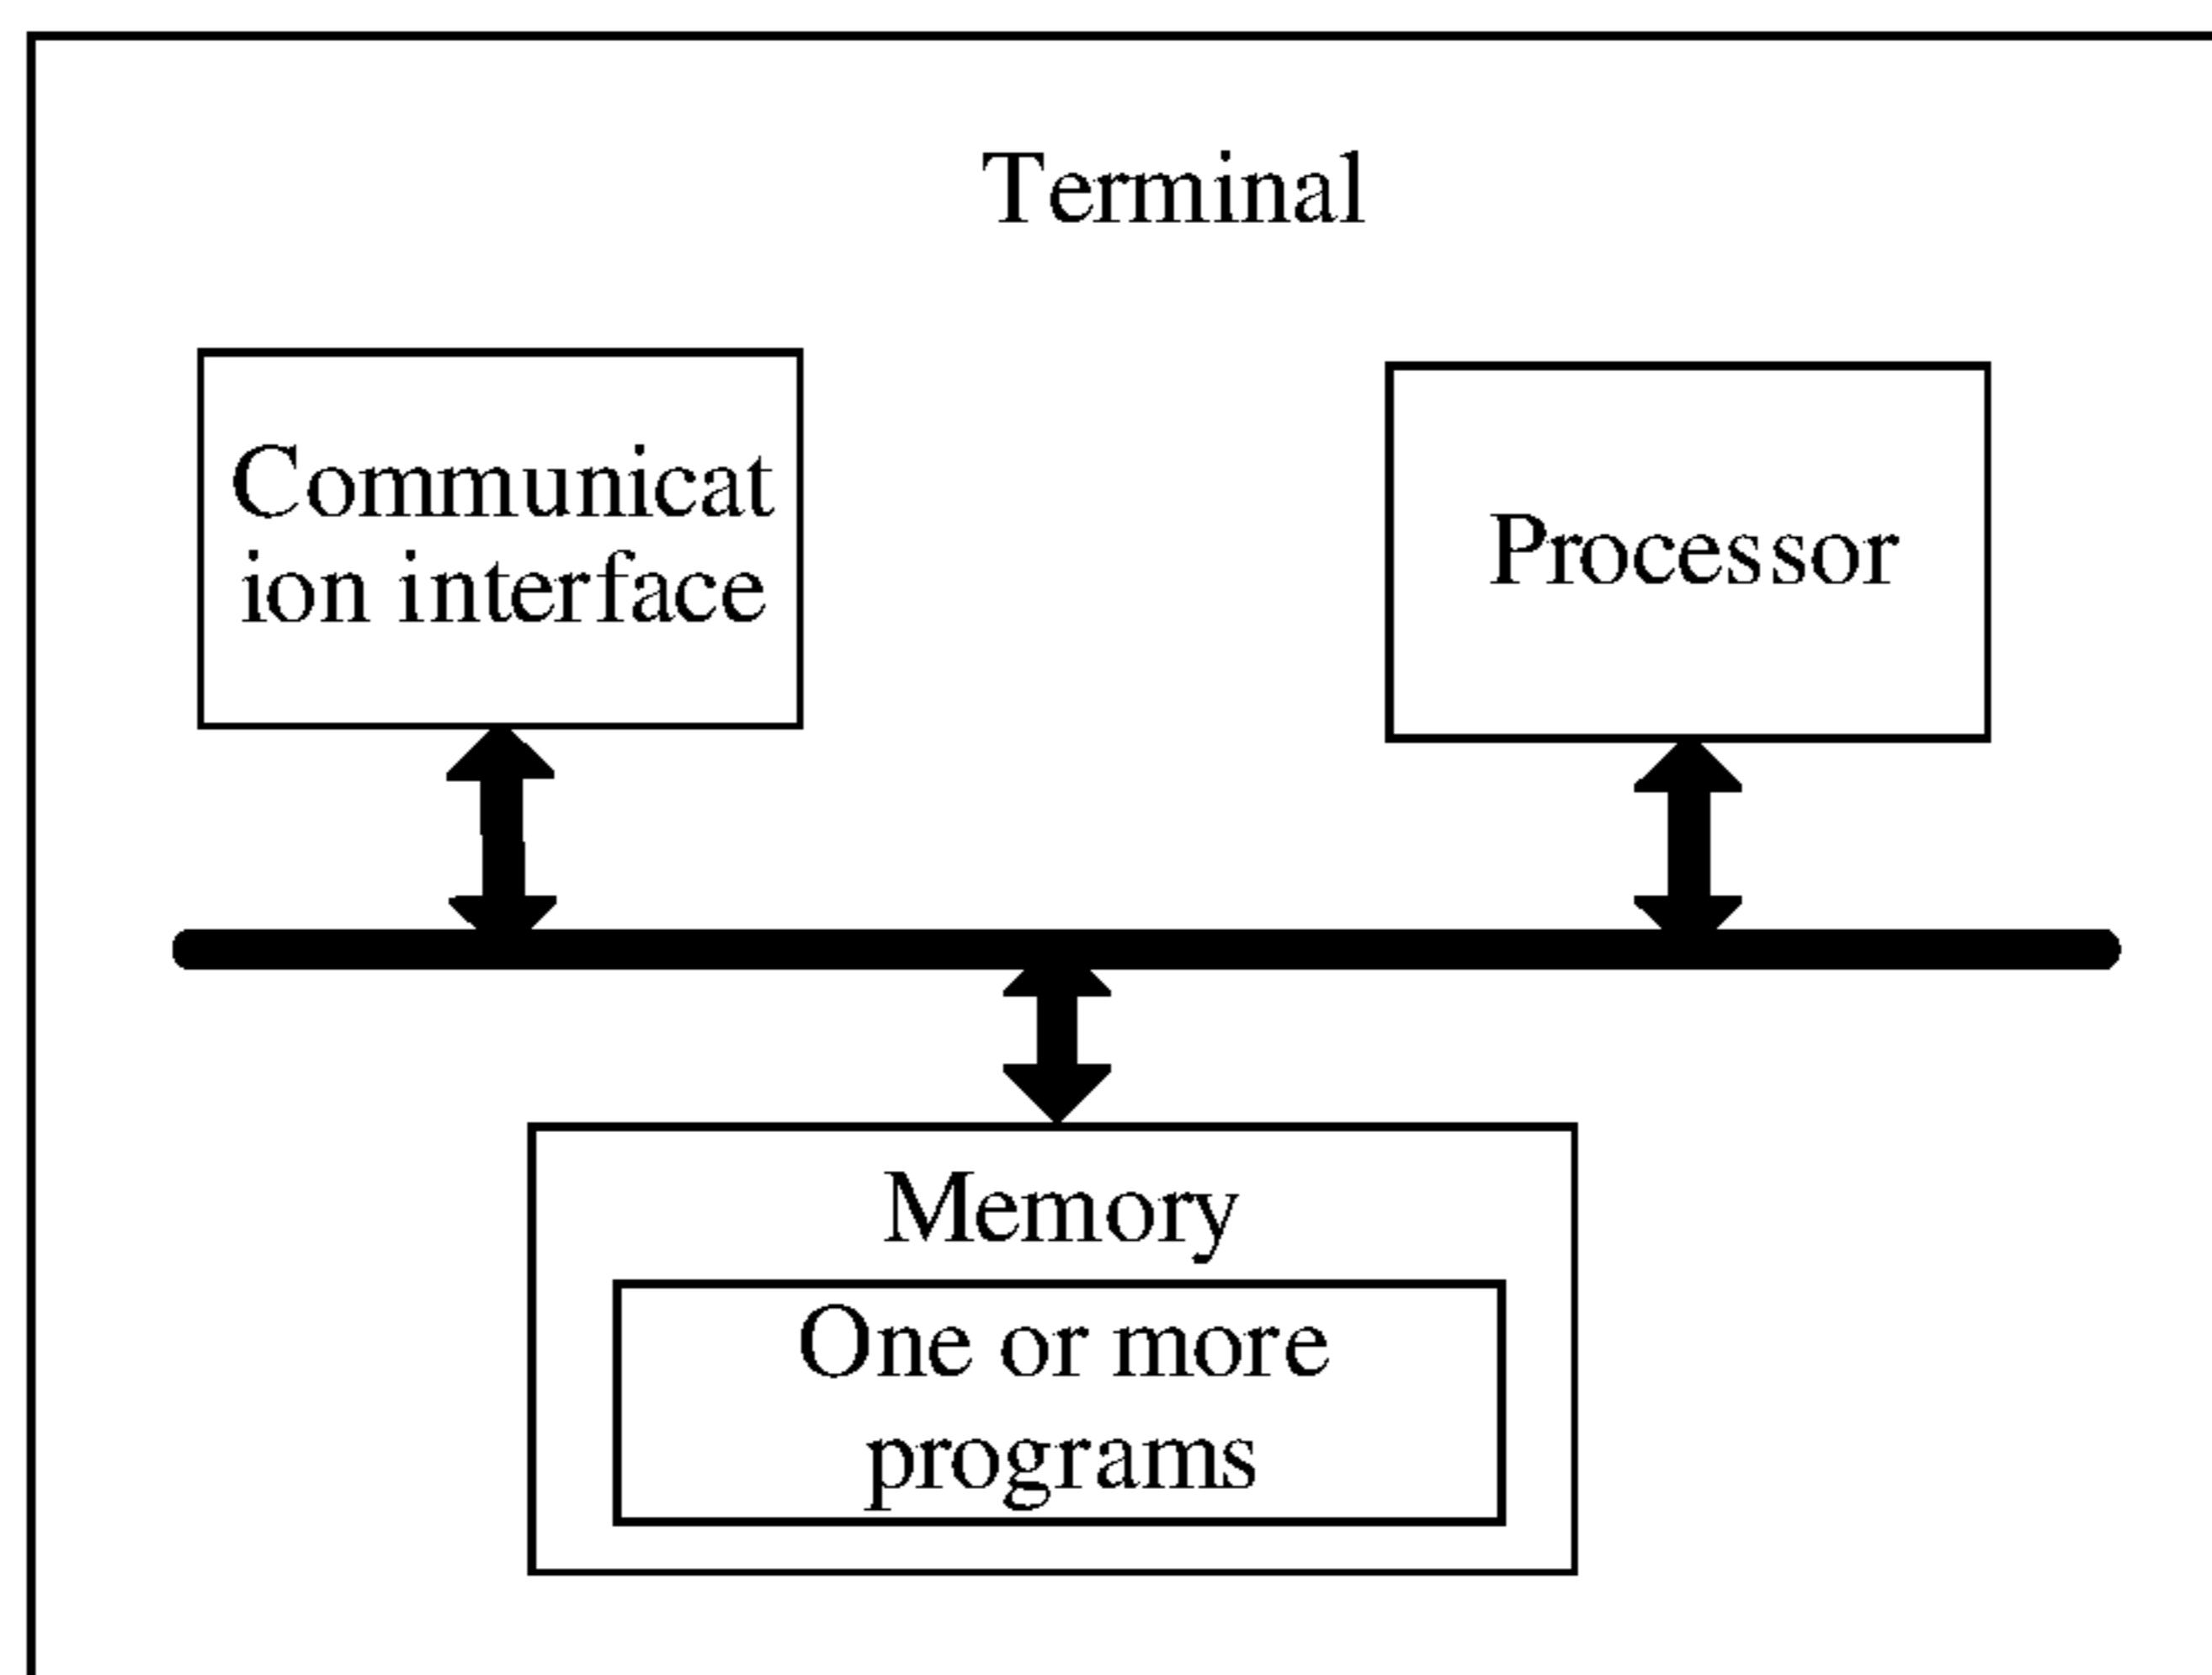 Terminal
Communicat
ion interface
Processor
Memory
One or more
programs